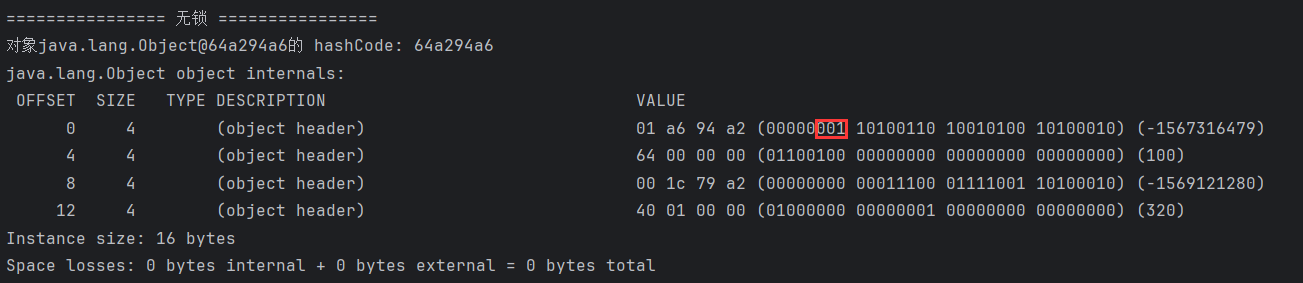 ================ 无锁 ================
对象java.lang.Object@64a294a6的 hashCode: 64a294a6
java.lang.Object object internals:
 OFFSET  SIZE   TYPE DESCRIPTION                               VALUE
      0     4        (object header)                           01 a6 94 a2 (00000001 10100110 10010100 10100010) (-1567316479)
      4     4        (object header)                           64 00 00 00 (01100100 00000000 00000000 00000000) (100)
      8     4        (object header)                           00 1c 79 a2 (00000000 00011100 01111001 10100010) (-1569121280)
     12     4        (object header)                           40 01 00 00 (01000000 00000001 00000000 00000000) (320)
Instance size: 16 bytes
Space losses: 0 bytes internal + 0 bytes external = 0 bytes total